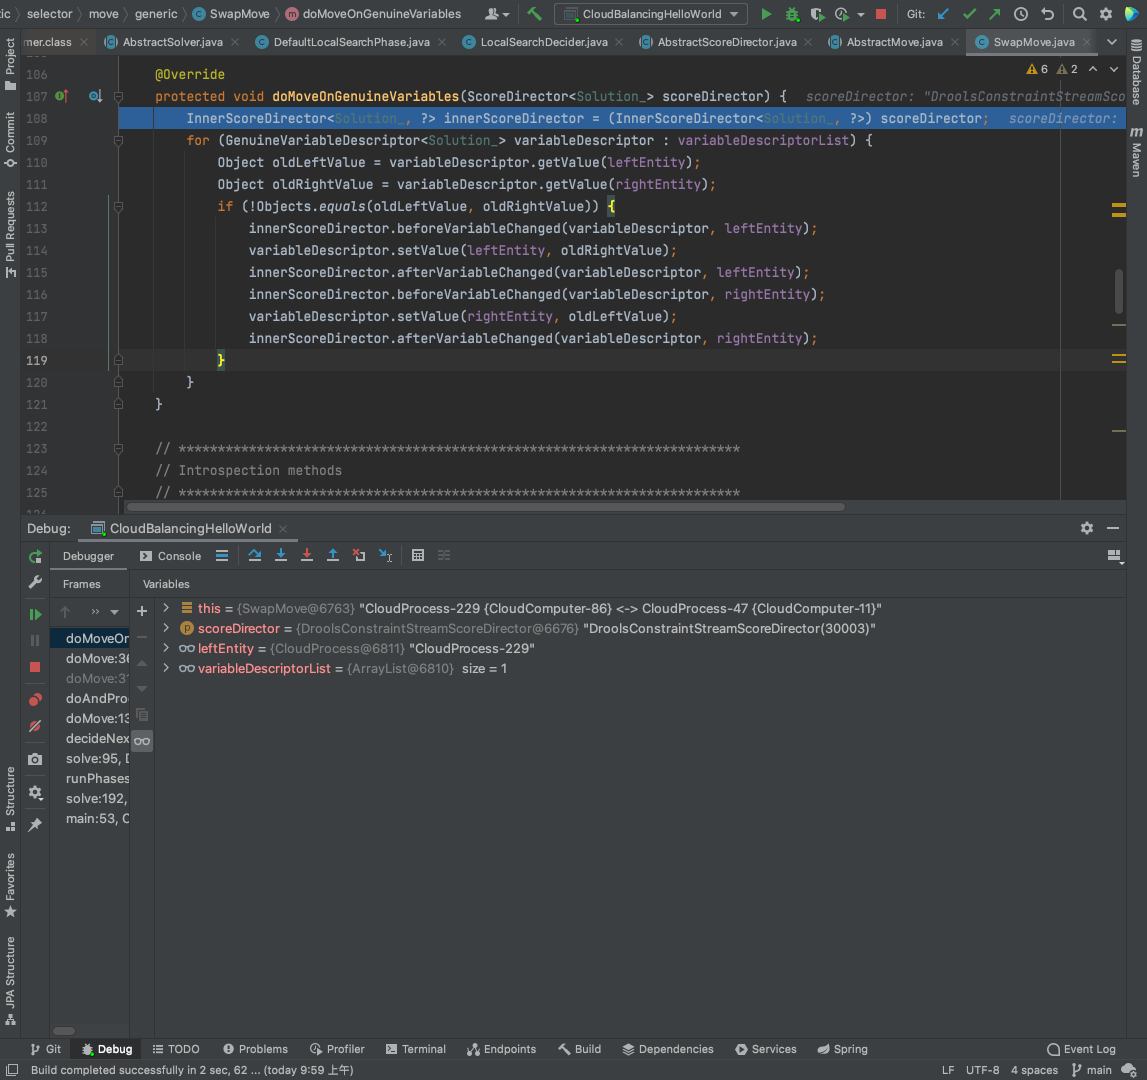 tic selector move generic SwapMove doMoveOnGenuineVariables CloudBalancingHelloWorld Git:
mer.class AbstractSolver.java DefaultLocalSearchPhase.java LocalSearchDecider.java AbstractScoreDirector.java AbstractMove.java SwapMove.java
Project
Commit
Pull Requests
Structure
Favorites
JPA Structure
Database
Maven
6 2
106 @Override
107 protected void doMoveOnGenuineVariables(ScoreDirector<Solution_> scoreDirector) { scoreDirector: "DroolsConstraintStreamSco
108 InnerScoreDirector<Solution_, ?> innerScoreDirector = (InnerScoreDirector<Solution_, ?>) scoreDirector; scoreDirector:
109 for (GenuineVariableDescriptor<Solution_> variableDescriptor : variableDescriptorList) {
110 Object oldLeftValue = variableDescriptor.getValue(leftEntity);
111 Object oldRightValue = variableDescriptor.getValue(rightEntity);
112 if (!Objects.equals(oldLeftValue, oldRightValue)) {
113 innerScoreDirector.beforeVariableChanged(variableDescriptor, leftEntity);
114 variableDescriptor.setValue(leftEntity, oldRightValue);
115 innerScoreDirector.afterVariableChanged(variableDescriptor, leftEntity);
116 innerScoreDirector.beforeVariableChanged(variableDescriptor, rightEntity);
117 variableDescriptor.setValue(rightEntity, oldLeftValue);
118 innerScoreDirector.afterVariableChanged(variableDescriptor, rightEntity);
119 }
120 }
121 }
122
123 // ************************************************************************
124 // Introspection methods
125 // ************************************************************************
Debug: CloudBalancingHelloWorld
Debugger Console
Frames Variables
this = {SwapMove@6763} "CloudProcess-229 {CloudComputer-86} <-> CloudProcess-47 {CloudComputer-11}"
scoreDirector = {DroolsConstraintStreamScoreDirector@6676} "DroolsConstraintStreamScoreDirector(30003)"
leftEntity = {CloudProcess@6811} "CloudProcess-229"
variableDescriptorList = {ArrayList@6810} size = 1
doMoveOn
doMove:36
doMove:31
doAndPro
doMove:13
decideNex
solve:95, D
runPhases
solve:192,
main:53, C
Git Debug TODO Problems Profiler Terminal Endpoints Build Dependencies Services Spring Event Log
Build completed successfully in 2 sec, 62 ... (today 9:59 上午) LF UTF-8 4 spaces main